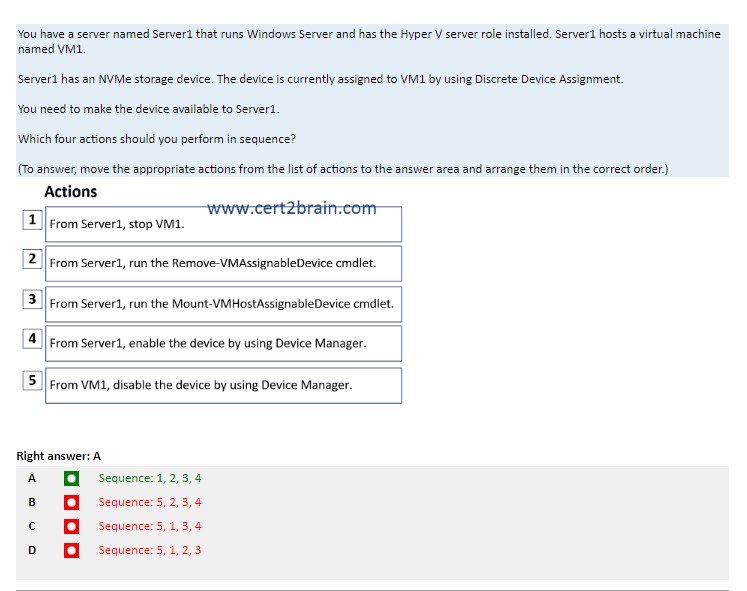 You have a server named Server1 that runs Windows Server and has the Hyper V server role installed. Server1 hosts a virtual machine
named VM1.
Server1 has an NVMe storage device. The device is currently assigned to VM1 by using Discrete Device Assignment.
You need to make the device available to Server1.
Which four actions should you perform in sequence?
(To answer, move the appropriate actions from the list of actions to the answer area and arrange them in the correct order.)
Actions
www.cert2brain.com
1 From Server1, stop VM1.
2 From Server1, run the Remove-VMAssignableDevice cmdlet.
3 From Server1, run the Mount-VMHostAssignableDevice cmdlet.
4 From Server1, enable the device by using Device Manager.
5 From VM1, disable the device by using Device Manager.
Right answer: A
A Sequence: 1, 2, 3, 4
B Sequence: 5, 2, 3, 4
C Sequence: 5, 1, 3, 4
D Sequence: 5, 1, 2, 3